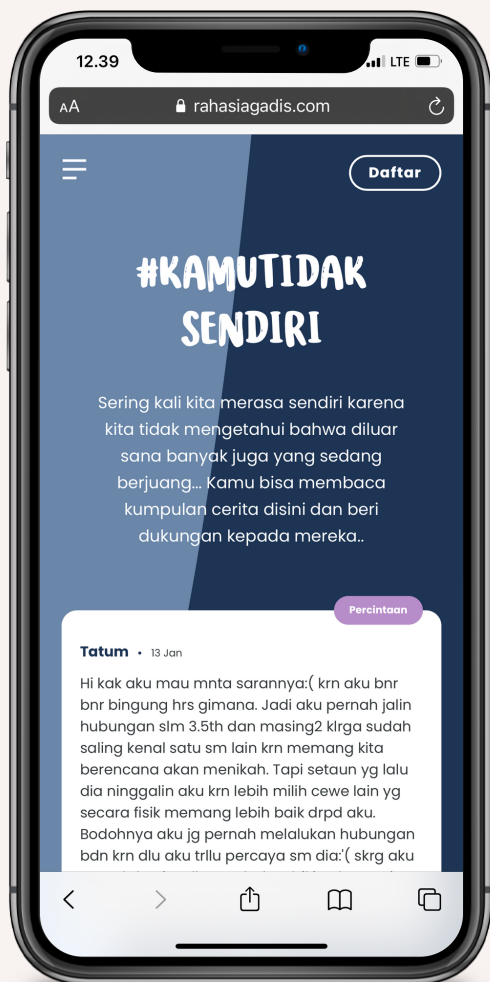 12.39
LTE
AA rahasiagadis.com
Daftar
#KAMUTIDAK
SENDIRI
Sering kali kita merasa sendiri karena
kita tidak mengetahui bahwa diluar
sana banyak juga yang sedang
berjuang... Kamu bisa membaca
kumpulan cerita disini dan beri
dukungan kepada mereka..
Percintaan
Tatum • 13 Jan
Hi kak aku mau mnta sarannya:( krn aku bnr
bnr bingung hrs gimana. Jadi aku pernah jalin
hubungan slm 3.5th dan masing2 klrga sudah
saling kenal satu sm lain krn memang kita
berencana akan menikah. Tapi setaun yg lalu
dia ninggalin aku krn lebih milih cewe lain yg
secara fisik memang lebih baik drpd aku.
Bodohnya aku jg pernah melalukan hubungan
bdn krn dlu aku trllu percaya sm dia:'( skrg aku